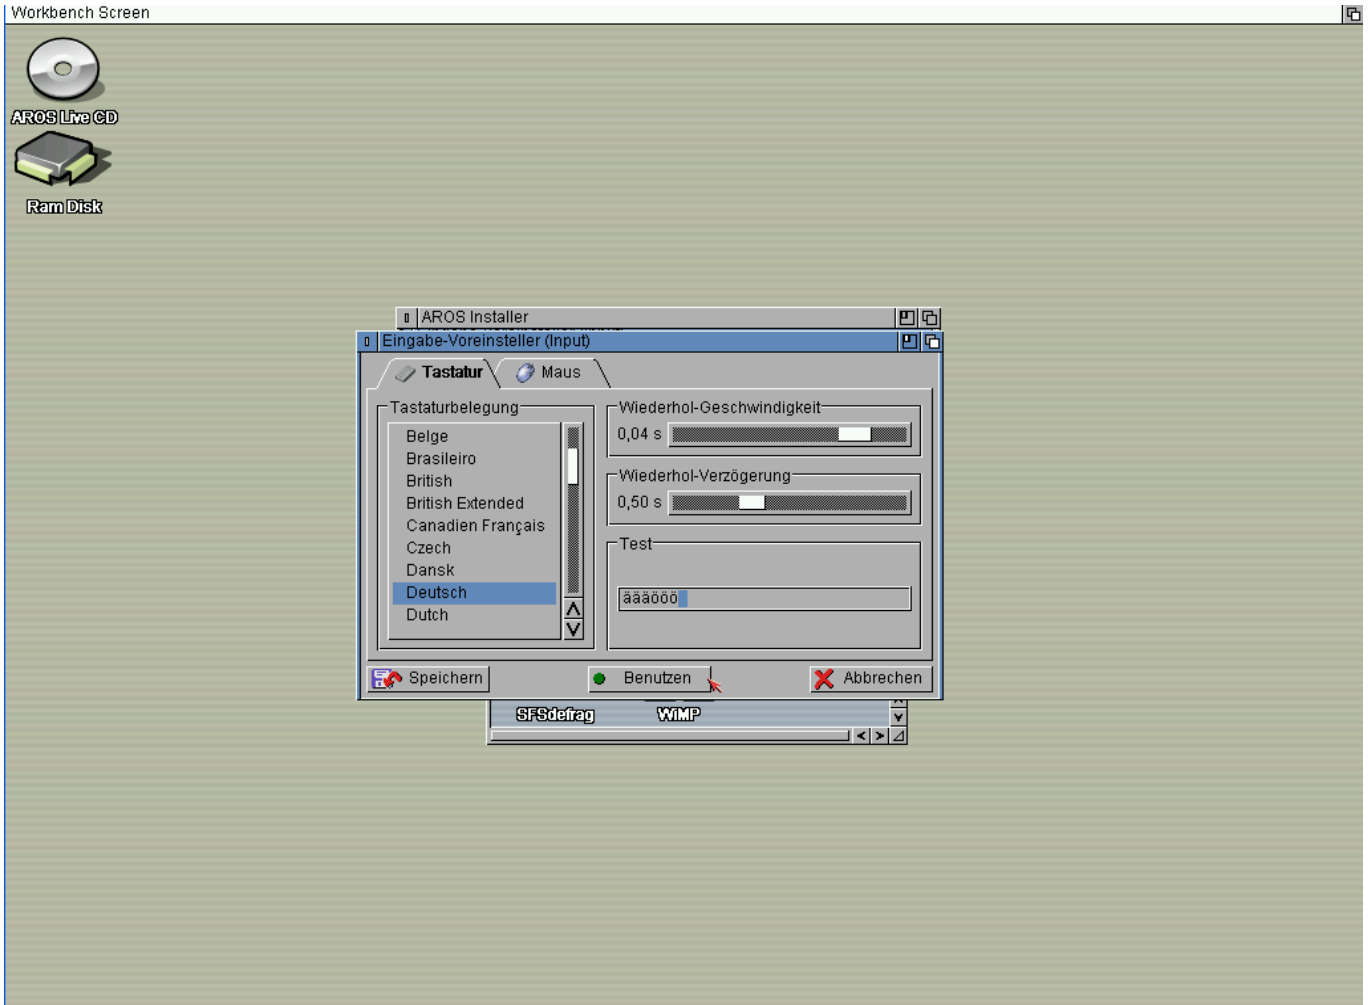 Workbench Screen
AROS Live CD
Ram Disk
AROS Installer
Eingabe-Voreinsteller (Input)
Tastatur
Maus
Tastaturbelegung
Belge
Brasileiro
British
British Extended
Canadien Français
Czech
Dansk
Deutsch
Dutch
Wiederhol-Geschwindigkeit
0,04 s
Wiederhol-Verzögerung
0,50 s
Test
äääööö
Speichern
Benutzen
Abbrechen
SFSdefrag
WiMP